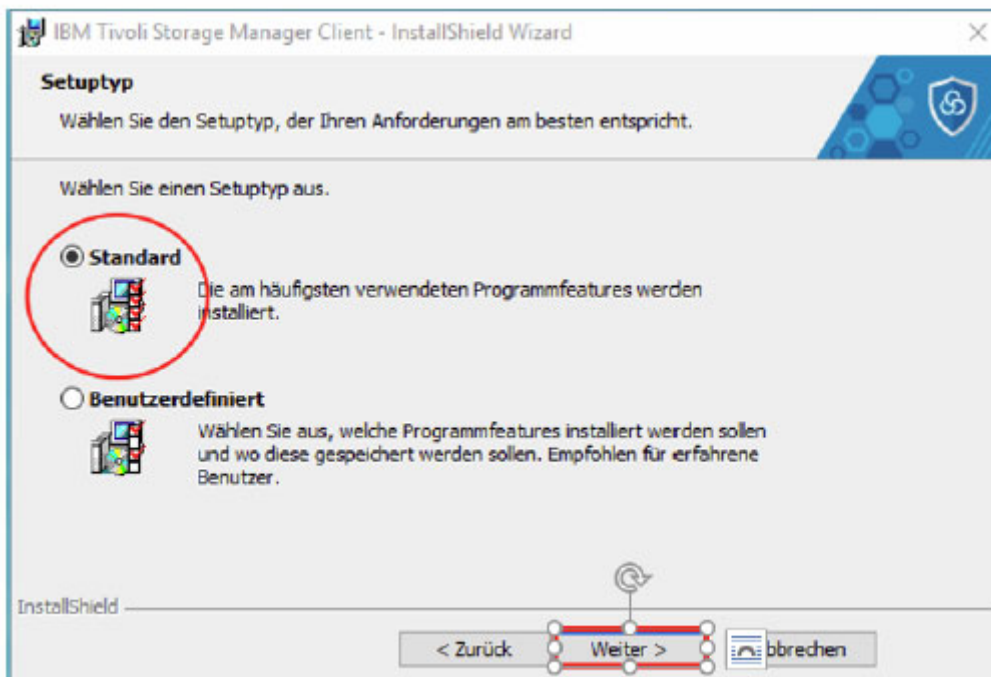 IBM Tivoli Storage Manager Client - InstallShield Wizard
Setuptyp
Wählen Sie den Setuptyp, der Ihren Anforderungen am besten entspricht.
Wählen Sie einen Setuptyp aus.
Standard
Die am häufigsten verwendeten Programmfeatures werden
installiert.
Benutzerdefiniert
Wählen Sie aus, welche Programmfeatures installiert werden sollen
und wo diese gespeichert werden sollen. Empfohlen für erfahrene
Benutzer.
InstallShield
< Zurück Weiter > bbrechen